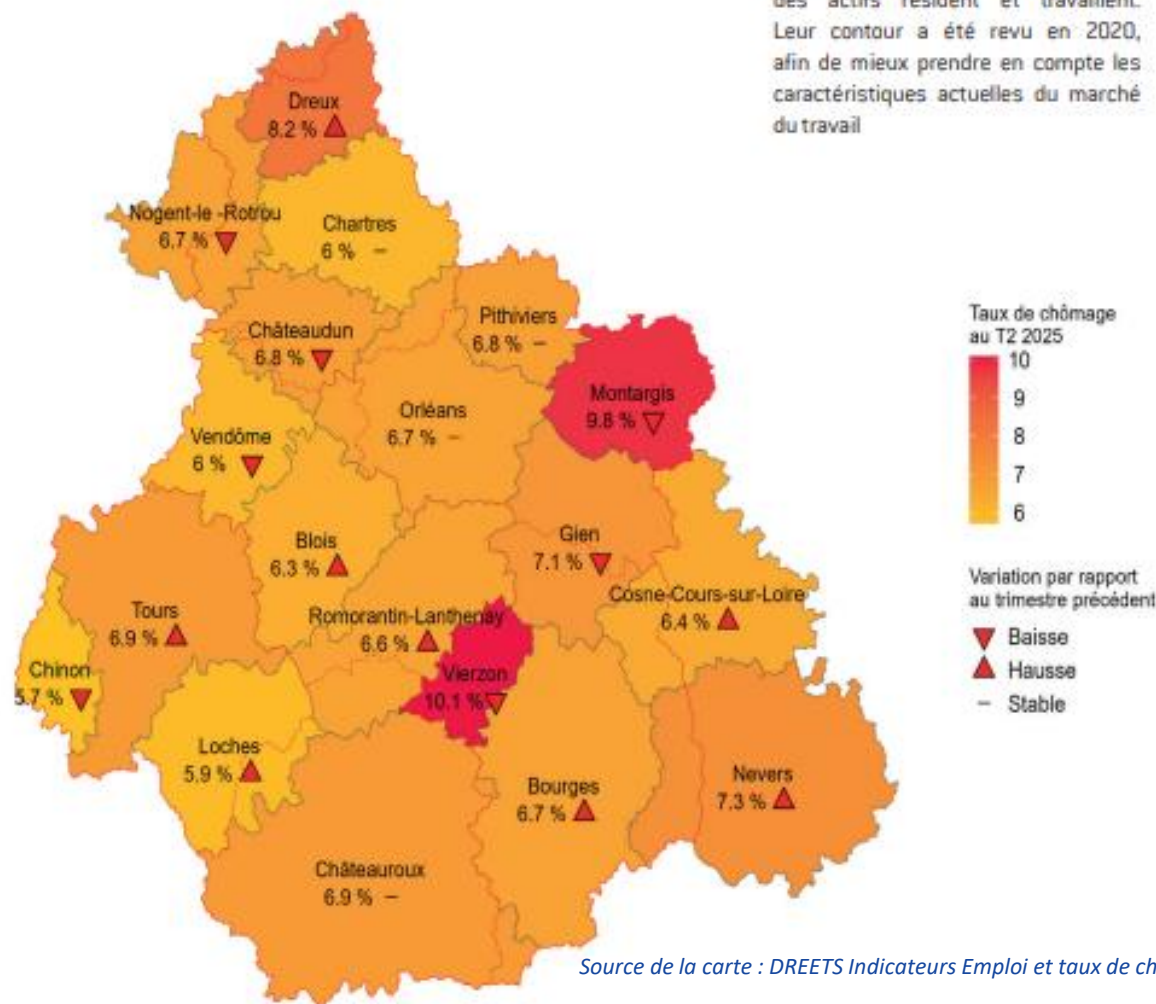 des actifs résident et travaillent.
Leur contour a été revu en 2020,
afin de mieux prendre en compte les
caractéristiques actuelles du marché
du travail
Dreux
8.2 %
Nogent-le -Rotrou
6.7 %
Chartres
6 % –
Châteaudun
6.8 %
Pithiviers
6.8 % –
Montargis
9.8 %
Orléans
6.7 % –
Vendôme
6 %
Blois
6.3 %
Gien
7.1 %
Cosne-Cours-sur-Loire
6.4 %
Tours
6.9 %
Romorantin-Lanthenay
6.6 %
Chinon
5.7 %
Vierzon
10.1 %
Loches
5.9 %
Bourges
6.7 %
Nevers
7.3 %
Châteauroux
6.9 % –
Taux de chômage
au T2 2025
10
9
8
7
6
Variation par rapport
au trimestre précédent
Baisse
Hausse
– Stable
Source de la carte : DREETS Indicateurs Emploi et taux de ch